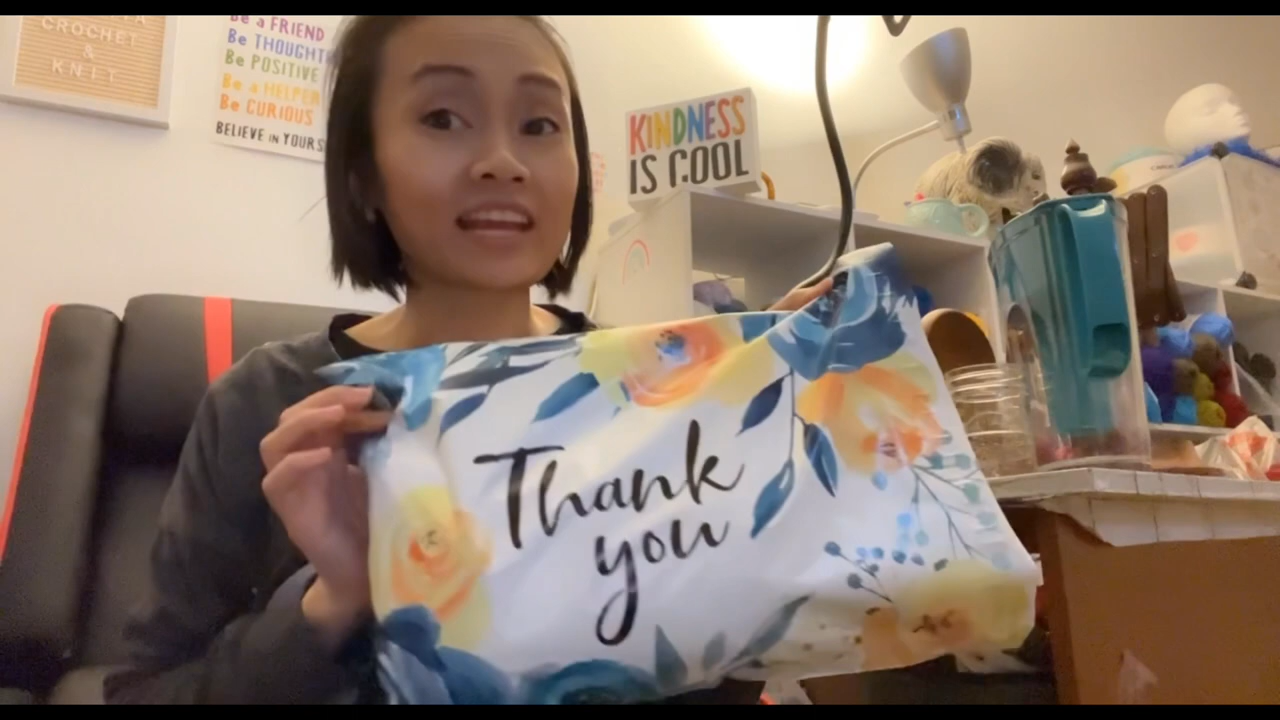 CROCHET
&
KNIT
Be a FRIEND
Be THOUGHT
Be POSITIVE
Be a HELPER
Be CURIOUS
BELIEVE IN YOURS
KINDNESS
IS COOL
Thank
you